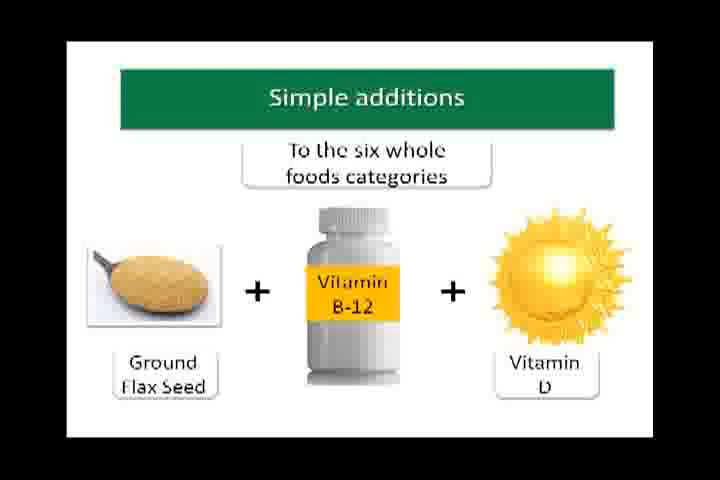 Simple additions
To the six whole
foods categories
Vitamin
B-12
Ground
Flax Seed
Vitamin
D